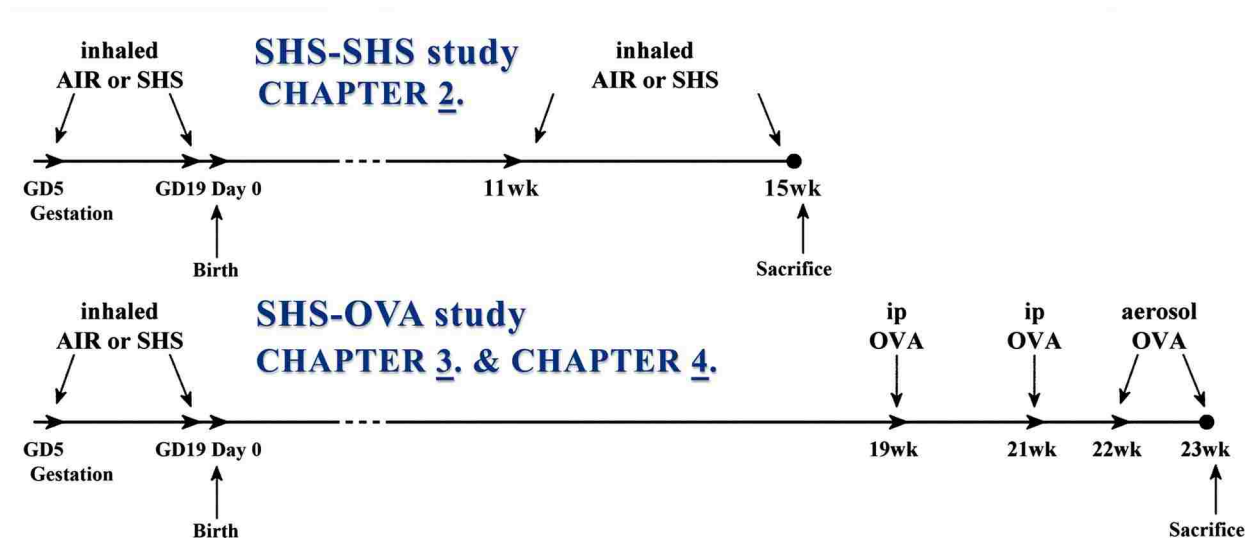 inhaled
AIR or SHS
SHS-SHS study
CHAPTER 2.
inhaled
AIR or SHS
GD5
Gestation
GD19 Day 0
11wk
15wk
Birth
Sacrifice
inhaled
AIR or SHS
SHS-OVA study
CHAPTER 3. & CHAPTER 4.
ip
OVA
ip
OVA
aerosol
OVA
GD5
Gestation
GD19 Day 0
19wk
21wk
22wk
23wk
Birth
Sacrifice